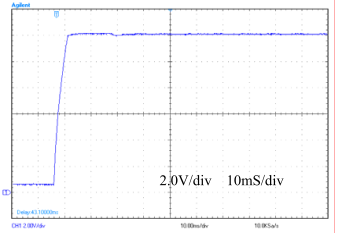 Agilent
2.0V/div 10mS/div
Delay:43.10000ms
CH1 2.00V/div 10.00ms/div 10.0KSa/s